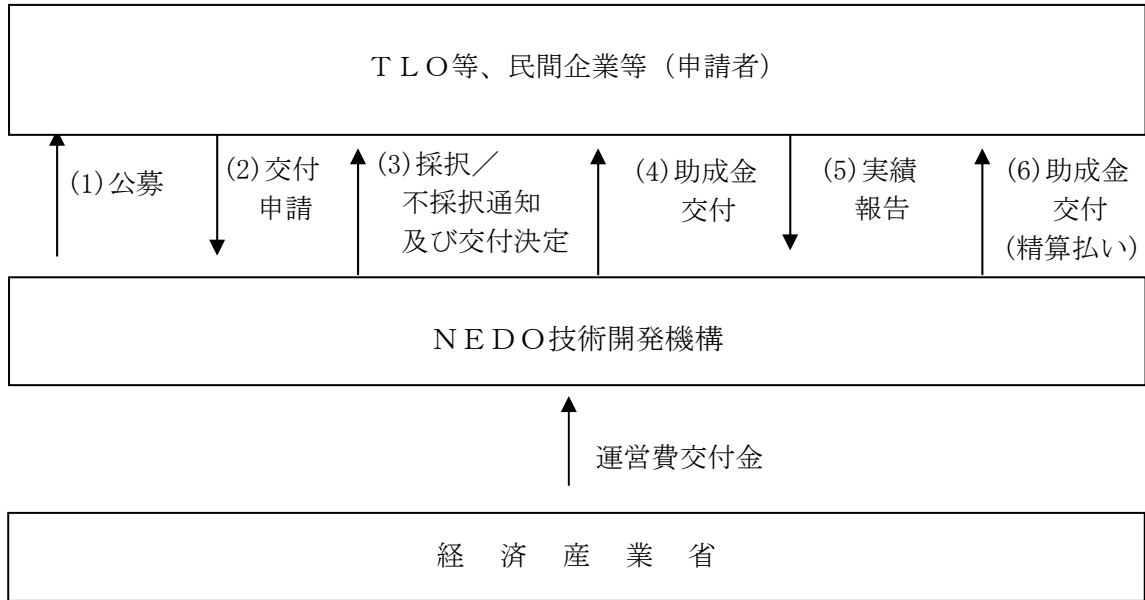 ＴＬＯ等、民間企業等（申請者）
(1)公募
(2)交付
申請
(3)採択／
不採択通知
及び交付決定
(4)助成金
交付
(5)実績
報告
(6)助成金
交付
(精算払い)
ＮＥＤＯ技術開発機構
運営費交付金
経　済　産　業　省